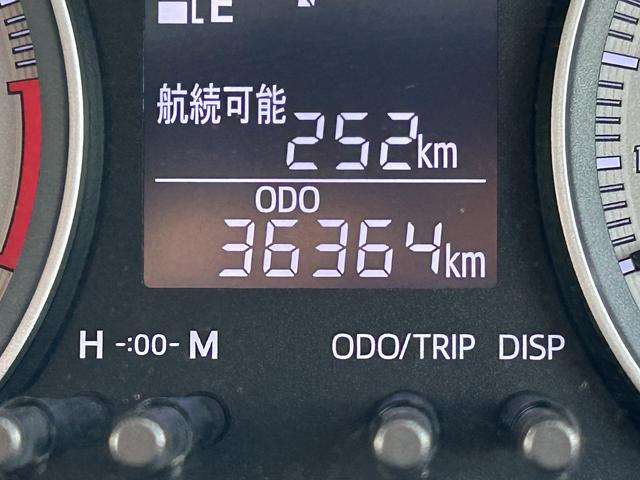 E
航続可能
252km
ODO
36364km
H -:00- M ODO/TRIP DISP